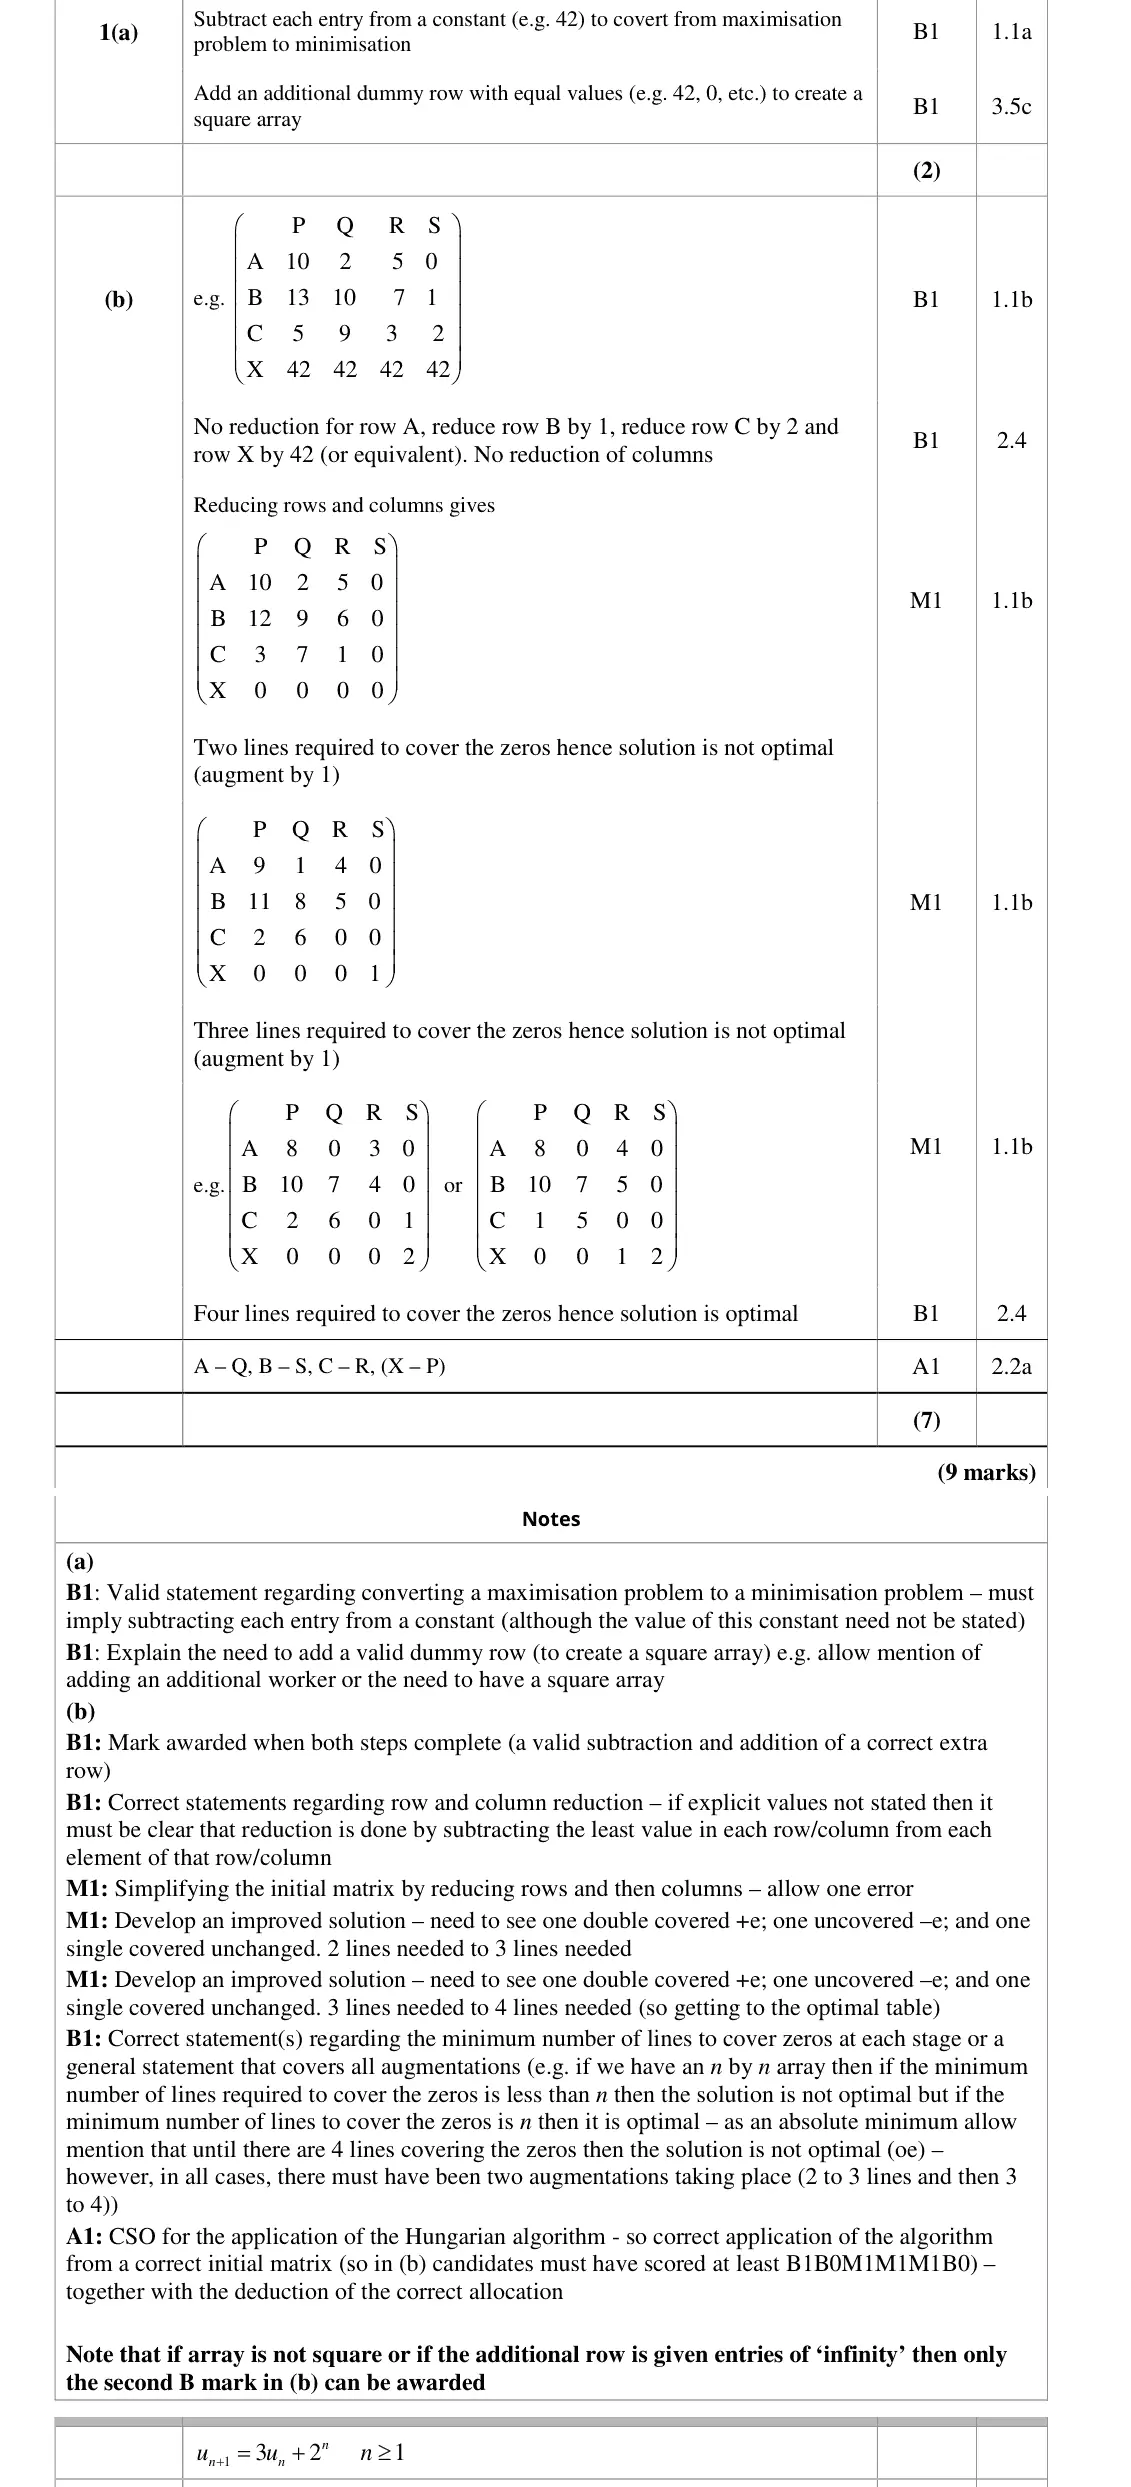 1(a) Subtract each entry from a constant (e.g. 42) to covert from maximisation B1 1.1a
problem to minimisation
Add an additional dummy row with equal values (e.g. 42, 0, etc.) to create a B1 3.5c
square array
(2)
P Q R S
A 10 2 5 0
(b) e.g. B 13 10 7 1 B1 1.1b
C 5 9 3 2
X 42 42 42 42
No reduction for row A, reduce row B by 1, reduce row C by 2 and B1 2.4
row X by 42 (or equivalent). No reduction of columns
Reducing rows and columns gives
P Q R S
A 10 2 5 0
B 12 9 6 0 M1 1.1b
C 3 7 1 0
X 0 0 0 0
Two lines required to cover the zeros hence solution is not optimal
(augment by 1)
P Q R S
A 9 1 4 0
B 11 8 5 0 M1 1.1b
C 2 6 0 0
X 0 0 0 1
Three lines required to cover the zeros hence solution is not optimal
(augment by 1)
P Q R S P Q R S
A 8 0 3 0 A 8 0 4 0 M1 1.1b
e.g. B 10 7 4 0 or B 10 7 5 0
C 2 6 0 1 C 1 5 0 0
X 0 0 0 2 X 0 0 1 2
Four lines required to cover the zeros hence solution is optimal B1 2.4
A – Q, B – S, C – R, (X – P) A1 2.2a
(7)
(9 marks)
Notes
(a)
B1: Valid statement regarding converting a maximisation problem to a minimisation problem – must
imply subtracting each entry from a constant (although the value of this constant need not be stated)
B1: Explain the need to add a valid dummy row (to create a square array) e.g. allow mention of
adding an additional worker or the need to have a square array
(b)
B1: Mark awarded when both steps complete (a valid subtraction and addition of a correct extra
row)
B1: Correct statements regarding row and column reduction – if explicit values not stated then it
must be clear that reduction is done by subtracting the least value in each row/column from each
element of that row/column
M1: Simplifying the initial matrix by reducing rows and then columns – allow one error
M1: Develop an improved solution – need to see one double covered +e; one uncovered –e; and one
single covered unchanged. 2 lines needed to 3 lines needed
M1: Develop an improved solution – need to see one double covered +e; one uncovered –e; and one
single covered unchanged. 3 lines needed to 4 lines needed (so getting to the optimal table)
B1: Correct statement(s) regarding the minimum number of lines to cover zeros at each stage or a
general statement that covers all augmentations (e.g. if we have an n by n array then if the minimum
number of lines required to cover the zeros is less than n then the solution is not optimal but if the
minimum number of lines to cover the zeros is n then it is optimal – as an absolute minimum allow
mention that until there are 4 lines covering the zeros then the solution is not optimal (oe) –
however, in all cases, there must have been two augmentations taking place (2 to 3 lines and then 3
to 4))
A1: CSO for the application of the Hungarian algorithm - so correct application of the algorithm
from a correct initial matrix (so in (b) candidates must have scored at least B1B0M1M1M1B0) –
together with the deduction of the correct allocation
Note that if array is not square or if the additional row is given entries of ‘infinity’ then only
the second B mark in (b) can be awarded
uₙ₊₁ = 3uₙ + 2ⁿ n ≥ 1